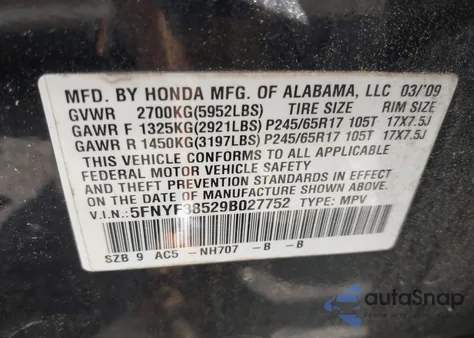 MFD. BY HONDA MFG. OF ALABAMA, LLC 03/'09
GVWR 2700KG(5952LBS) TIRE SIZE RIM SIZE
GAWR F 1325KG(2921LBS) P245/65R17 105T 17X7.5J
GAWR R 1450KG(3197LBS) P245/65R17 105T 17X7.5J
THIS VEHICLE CONFORMS TO ALL APPLICABLE
FEDERAL MOTOR VEHICLE SAFETY
AND THEFT PREVENTION STANDARDS IN EFFECT
ON THE DATE OF MANUFACTURE SHOWN ABOVE.
V.I.N.: 5FNYF38529B027752 TYPE: MPV
SZB 9 AC5 -NH707 -B -B
autoSnap